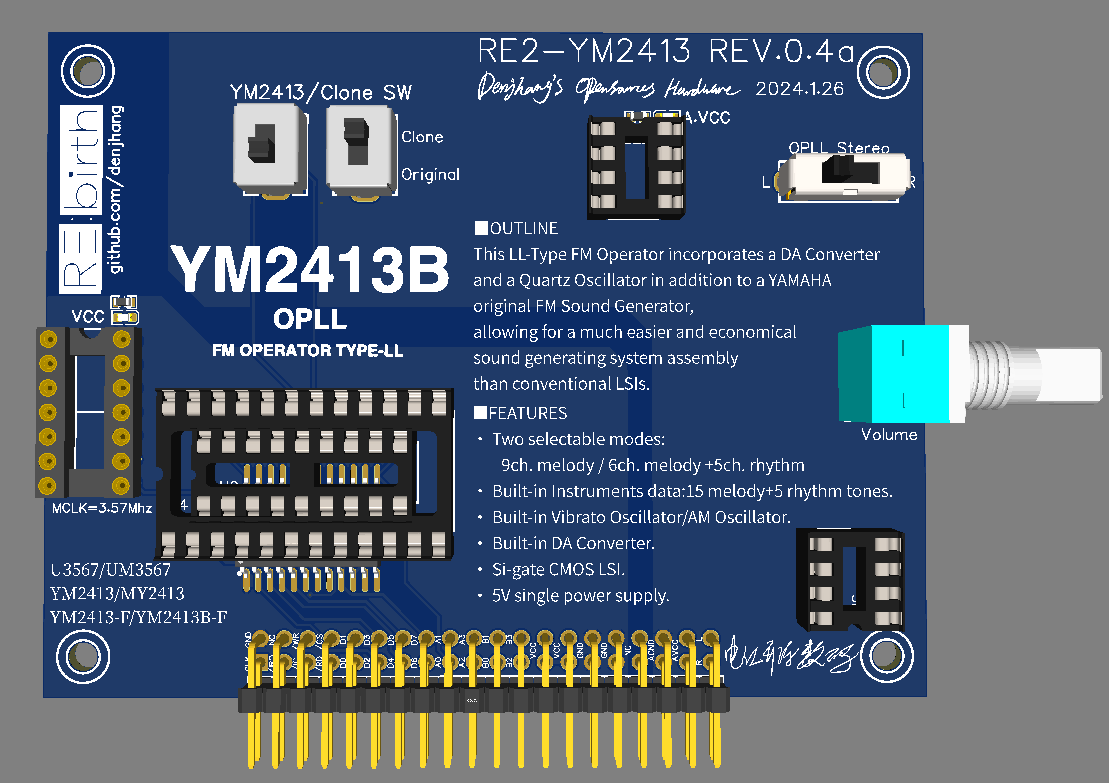 RE2-YM2413 REV.0.4a
Denjhang's Opensources Hardware 2024.1.26
YM2413/Clone SW
A.VCC
Clone
Original
OPLL Stereo
L
R
RE:birth
github.com/denjhang
■OUTLINE
This LL-Type FM Operator incorporates a DA Converter
and a Quartz Oscillator in addition to a YAMAHA
original FM Sound Generator,
allowing for a much easier and economical
sound generating system assembly
than conventional LSIs.
YM2413B
OPLL
FM OPERATOR TYPE-LL
VCC
■FEATURES
・ Two selectable modes:
9ch. melody / 6ch. melody +5ch. rhythm
・ Built-in Instruments data:15 melody+5 rhythm tones.
・ Built-in Vibrato Oscillator/AM Oscillator.
・ Built-in DA Converter.
・ Si-gate CMOS LSI.
・ 5V single power supply.
Volume
MCLK=3.57Mhz
4
U3567/UM3567
YM2413/MY2413
YM2413-F/YM2413B-F